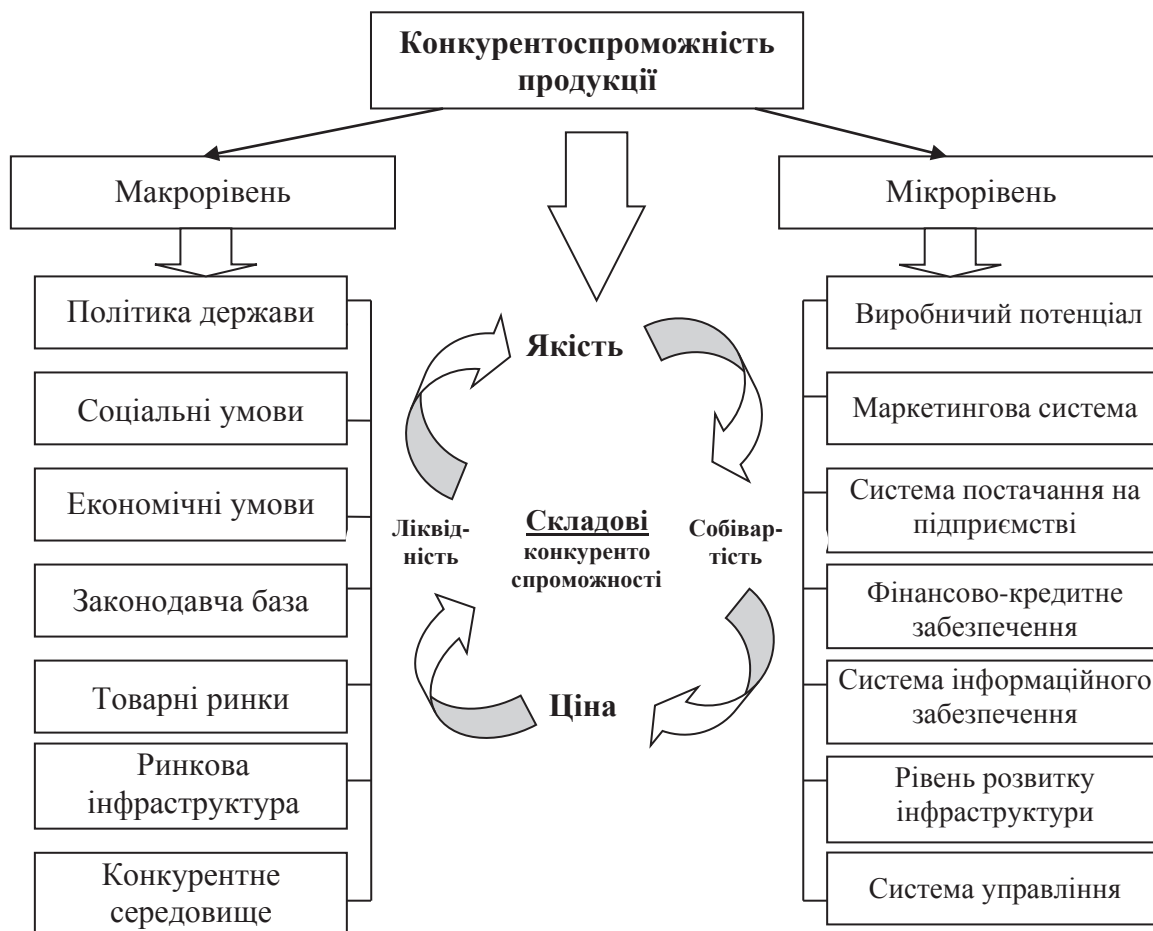 Конкурентоспроможність
продукції
Макрорівень
Мікрорівень
Політика держави
Соціальні умови
Економічні умови
Законодавча база
Товарні ринки
Ринкова
інфраструктура
Конкурентне
середовище
Якість
Ліквід-
ність
Складові
конкуренто
спроможності
Собівар-
тість
Ціна
Виробничий потенціал
Маркетингова система
Система постачання на
підприємстві
Фінансово-кредитне
забезпечення
Система інформаційного
забезпечення
Рівень розвитку
інфраструктури
Система управління